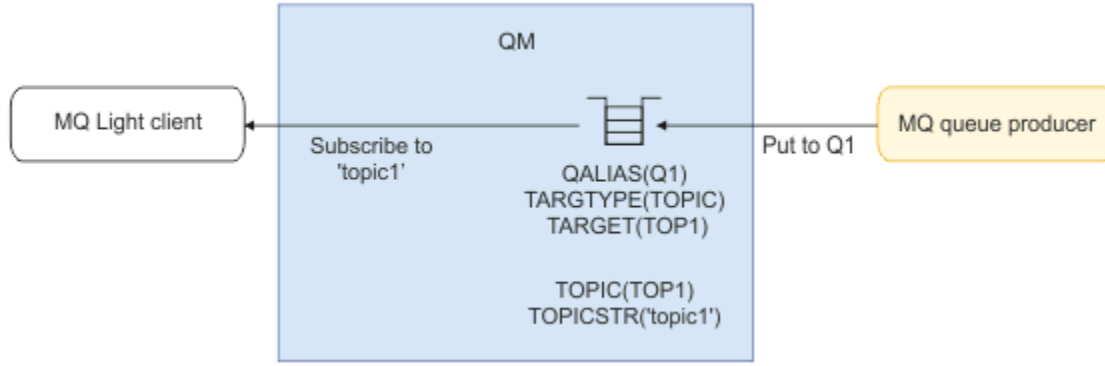 QM
MQ Light client
Subscribe to
'topic1'
Put to Q1
MQ queue producer
QALIAS(Q1)
TARGTYPE(TOPIC)
TARGET(TOP1)
TOPIC(TOP1)
TOPICSTR('topic1')